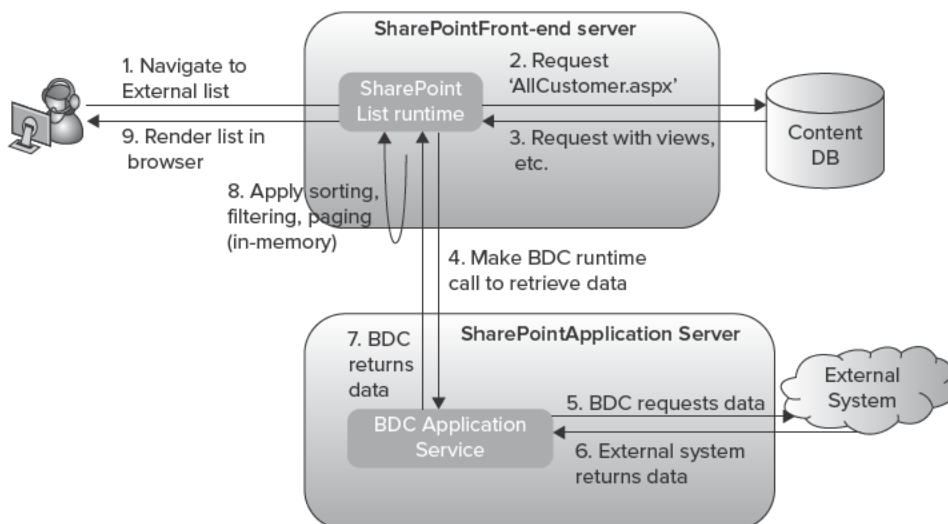 SharePointFront-end server
1. Navigate to
External list
SharePoint
List runtime
2. Request
‘AllCustomer.aspx’
9. Render list in
browser
3. Request with views,
etc.
Content
DB
8. Apply sorting,
filtering, paging
(in-memory)
4. Make BDC runtime
call to retrieve data
SharePointApplication Server
7. BDC
returns
data
BDC Application
Service
5. BDC requests data
External
System
6. External system
returns data